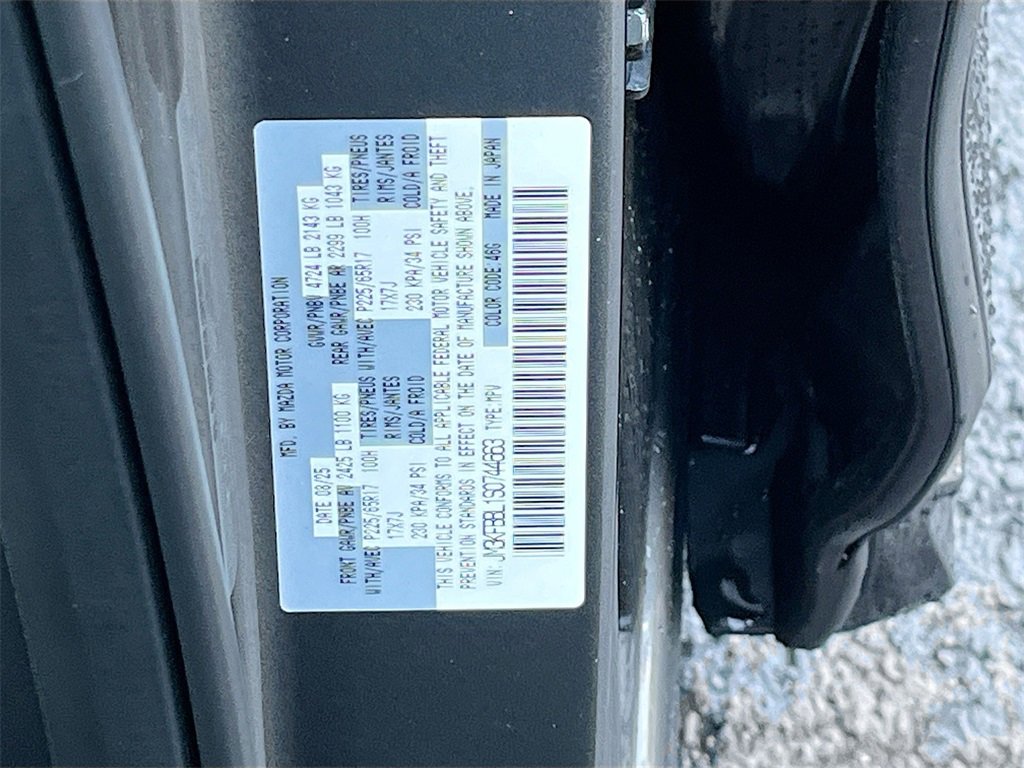 MFD. BY MAZDA MOTOR CORPORATION
DATE 03/25 GVWR/PNBV 4724 LB 2143 KG
FRONT GAWR/PNBE AV 2425 LB 1100 KG REAR GAWR/PNBE AR 2299 LB 1043 KG
WITH/AVEC P225/65R17 100H TIRES/PNEUS WITH/AVEC P225/65R17 100H TIRES/PNEUS
17X7J RIMS/JANTES 17X7J RIMS/JANTES
230 KPA/34 PSI COLD/A FROID 230 KPA/34 PSI COLD/A FROID
THIS VEHICLE CONFORMS TO ALL APPLICABLE FEDERAL MOTOR VEHICLE SAFETY AND THEFT
PREVENTION STANDARDS IN EFFECT ON THE DATE OF MANUFACTURE SHOWN ABOVE.
VIN: JM3KFBBL1S0744663 TYPE:MPV COLOR CODE:46G MADE IN JAPAN